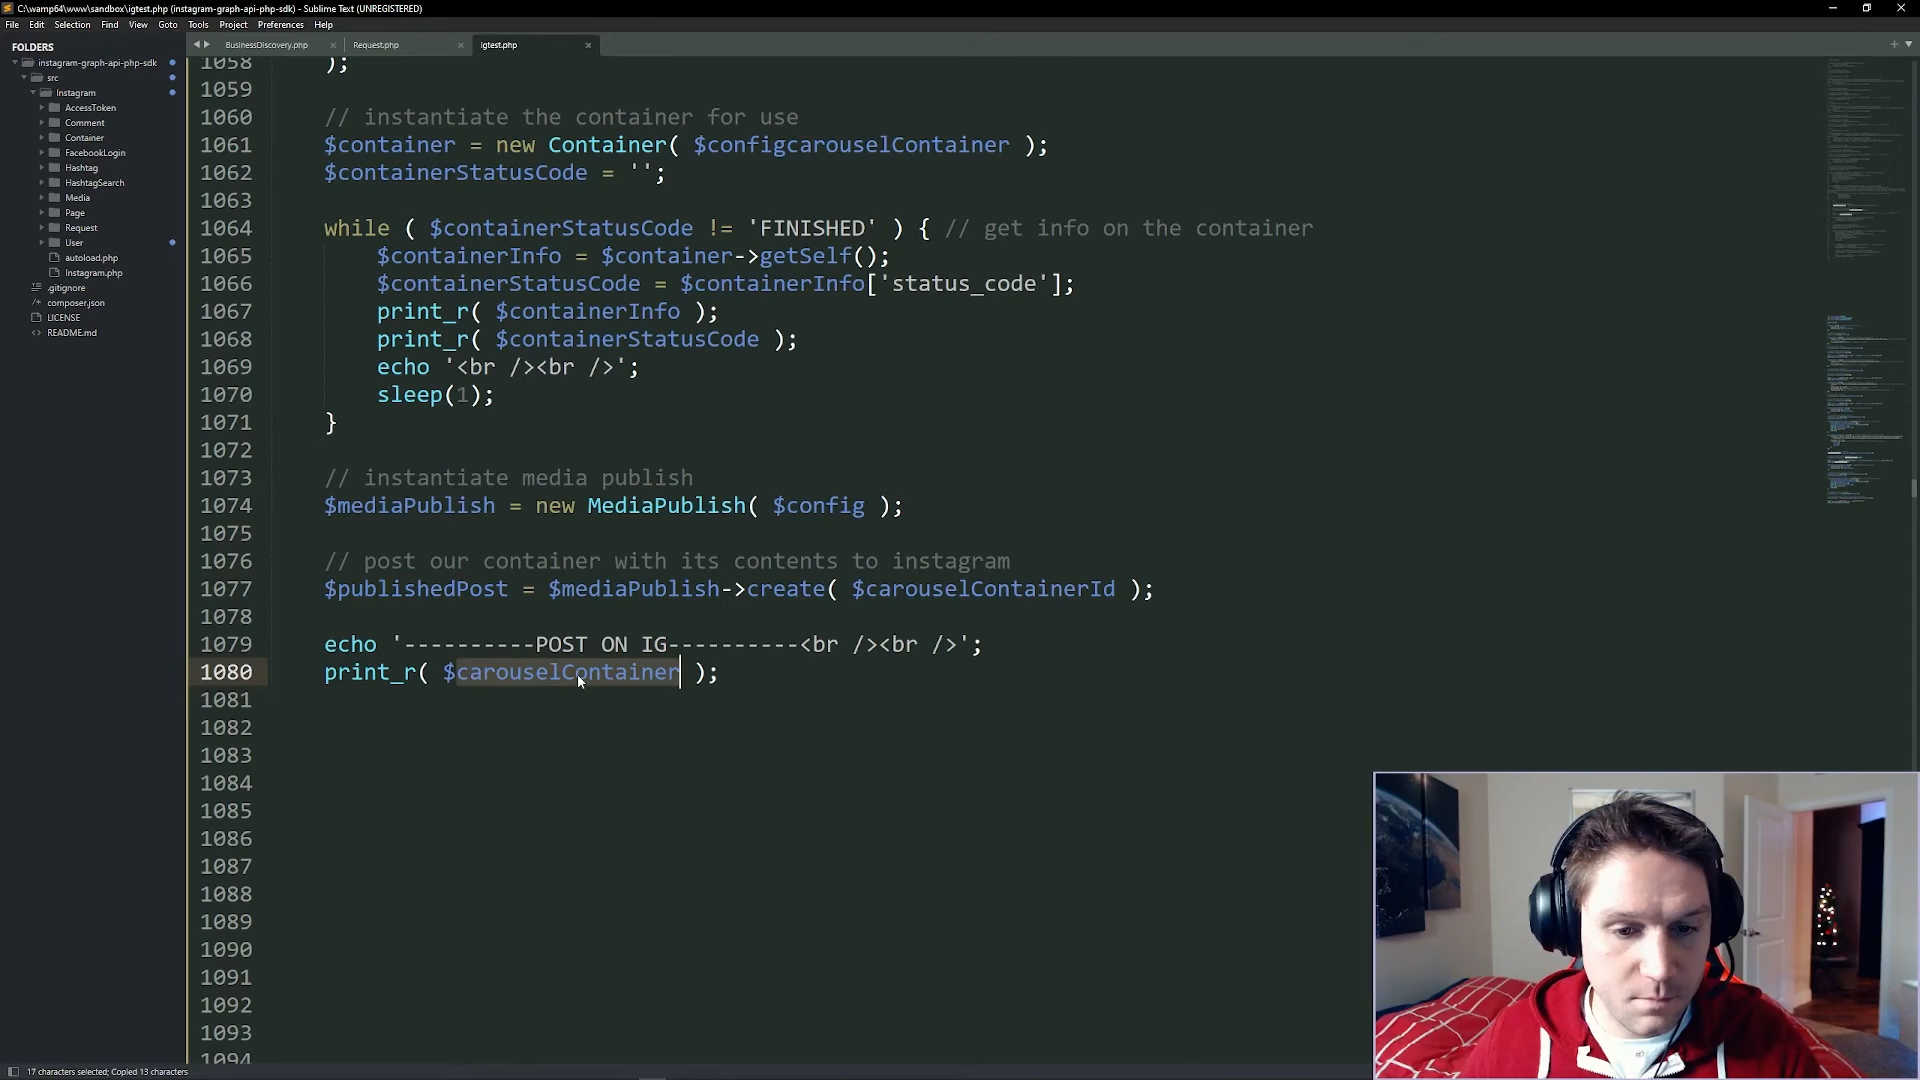 C:\wamp64\www\sandbox\igtest.php (instagram-graph-api-php-sdk) - Sublime Text (UNREGISTERED)
File Edit Selection Find View Goto Tools Project Preferences Help
FOLDERS
instagram-graph-api-php-sdk
src
Instagram
AccessToken
Comment
Container
FacebookLogin
Hashtag
HashtagSearch
Media
Page
Request
User
autoload.php
Instagram.php
.gitignore
composer.json
LICENSE
README.md
BusinessDiscovery.php Request.php igtest.php
1058 );
1059
1060 // instantiate the container for use
1061 $container = new Container( $configcarouselContainer );
1062 $containerStatusCode = '';
1063
1064 while ( $containerStatusCode != 'FINISHED' ) { // get info on the container
1065 $containerInfo = $container->getSelf();
1066 $containerStatusCode = $containerInfo['status_code'];
1067 print_r( $containerInfo );
1068 print_r( $containerStatusCode );
1069 echo '<br /><br />';
1070 sleep(1);
1071 }
1072
1073 // instantiate media publish
1074 $mediaPublish = new MediaPublish( $config );
1075
1076 // post our container with its contents to instagram
1077 $publishedPost = $mediaPublish->create( $carouselContainerId );
1078
1079 echo '----------POST ON IG----------<br /><br />';
1080 print_r( $carouselContainer );
1081
1082
1083
1084
1085
1086
1087
1088
1089
1090
1091
1092
1093
1094
17 characters selected; Copied 13 characters